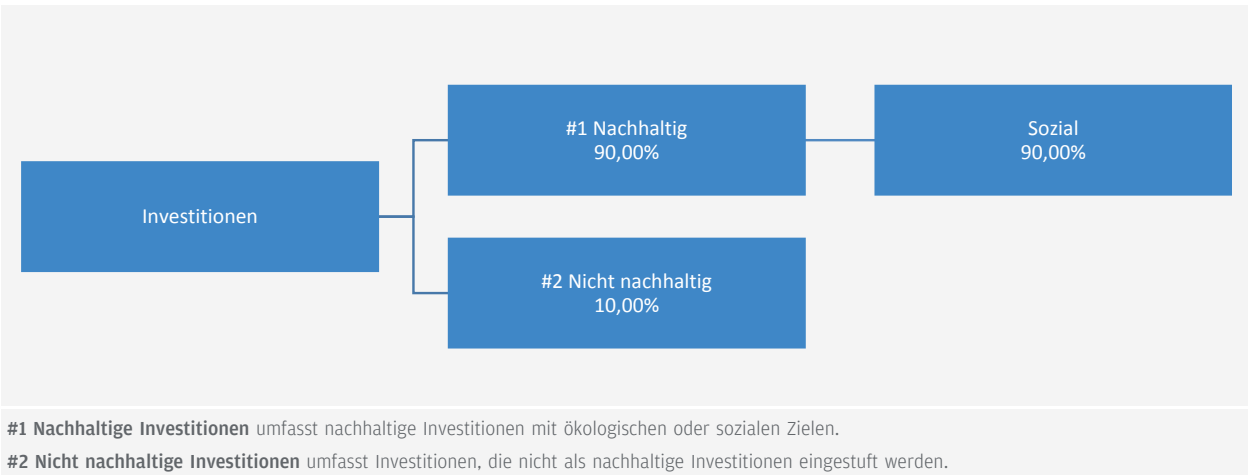 Investitionen
#1 Nachhaltig
90,00%
Sozial
90,00%
#2 Nicht nachhaltig
10,00%
#1 Nachhaltige Investitionen umfasst nachhaltige Investitionen mit ökologischen oder sozialen Zielen.
#2 Nicht nachhaltige Investitionen umfasst Investitionen, die nicht als nachhaltige Investitionen eingestuft werden.